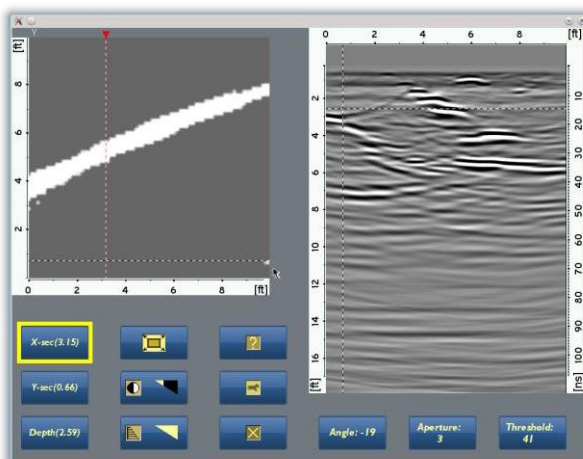 X
y
[ft]
8
6
4
2
0 4 8 [ft]
[ft]
0 2 4 6 8
2
4
6
8
10
12
14
16
[ft]
10
20
30
40
50
60
70
80
90
100
[ns]
X-sec(3.15)
?
Y-sec(0.66)
Depth(2.59)
Angle: -19
Aperture:
3
Threshold:
41